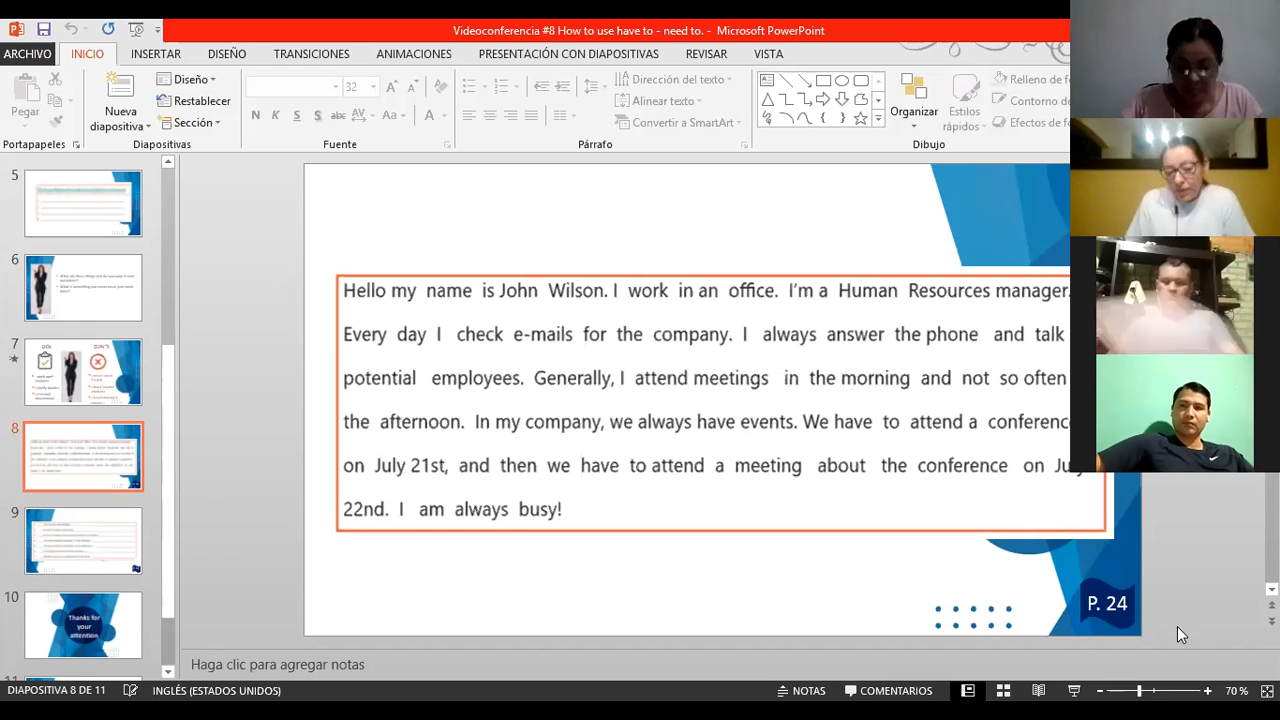 Videoconferencia #8 How to use have to - need to. - Microsoft PowerPoint
ARCHIVO INICIO INSERTAR DISEÑO TRANSICIONES ANIMACIONES PRESENTACIÓN CON DIAPOSITIVAS REVISAR VISTA
Pegar
Nueva diapositiva
Diseño
Restablecer
Sección
32
Dirección del texto
Alinear texto
Convertir a SmartArt
Organizar
Estilos rápidos
Relleno de
Contorno de
Efectos de
Portapapeles Diapositivas Fuente Párrafo Dibujo
5
6
7
8
9
10
Thanks for
your
attention
Hello my name is John Wilson. I work in an office. I'm a Human Resources manager.
Every day I check e-mails for the company. I always answer the phone and talk
potential employees. Generally, I attend meetings in the morning and not so often
the afternoon. In my company, we always have events. We have to attend a
on July 21st, and then we have to attend a meeting about the conference on
22nd. I am always busy!
P. 24
Haga clic para agregar notas
DIAPOSITIVA 8 DE 11 INGLÉS (ESTADOS UNIDOS) NOTAS COMENTARIOS 70 %